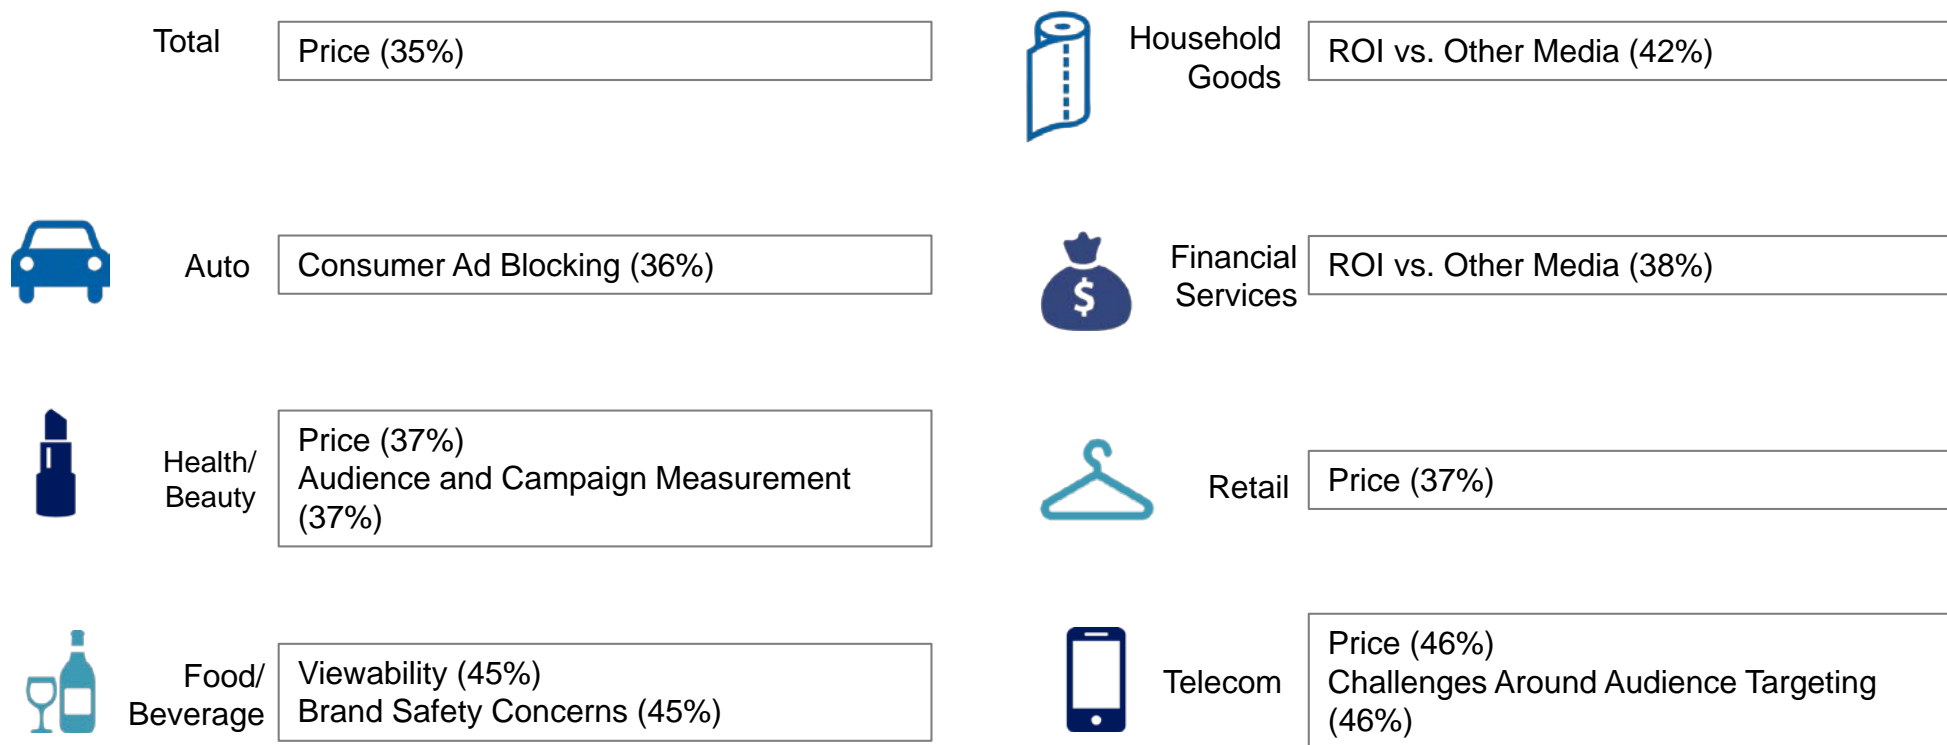 Total
Price (35%)
Auto
Consumer Ad Blocking (36%)
Health/
Beauty
Price (37%)
Audience and Campaign Measurement
(37%)
Food/
Beverage
Viewability (45%)
Brand Safety Concerns (45%)
Household
Goods
ROI vs. Other Media (42%)
$
Financial
Services
ROI vs. Other Media (38%)
Retail
Price (37%)
Telecom
Price (46%)
Challenges Around Audience Targeting
(46%)